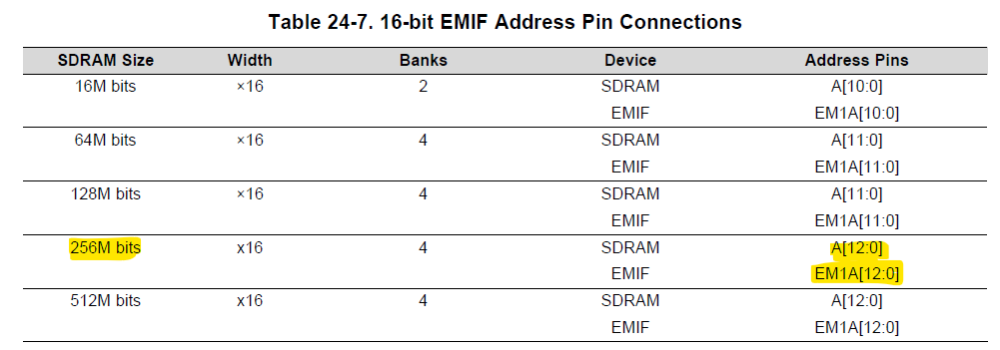 Table 24-7. 16-bit EMIF Address Pin Connections
SDRAM Size Width Banks Device Address Pins
16M bits ×16 2 SDRAM A[10:0]
EMIF EM1A[10:0]
64M bits ×16 4 SDRAM A[11:0]
EMIF EM1A[11:0]
128M bits ×16 4 SDRAM A[11:0]
EMIF EM1A[11:0]
256M bits x16 4 SDRAM A[12:0]
EMIF EM1A[12:0]
512M bits x16 4 SDRAM A[12:0]
EMIF EM1A[12:0]